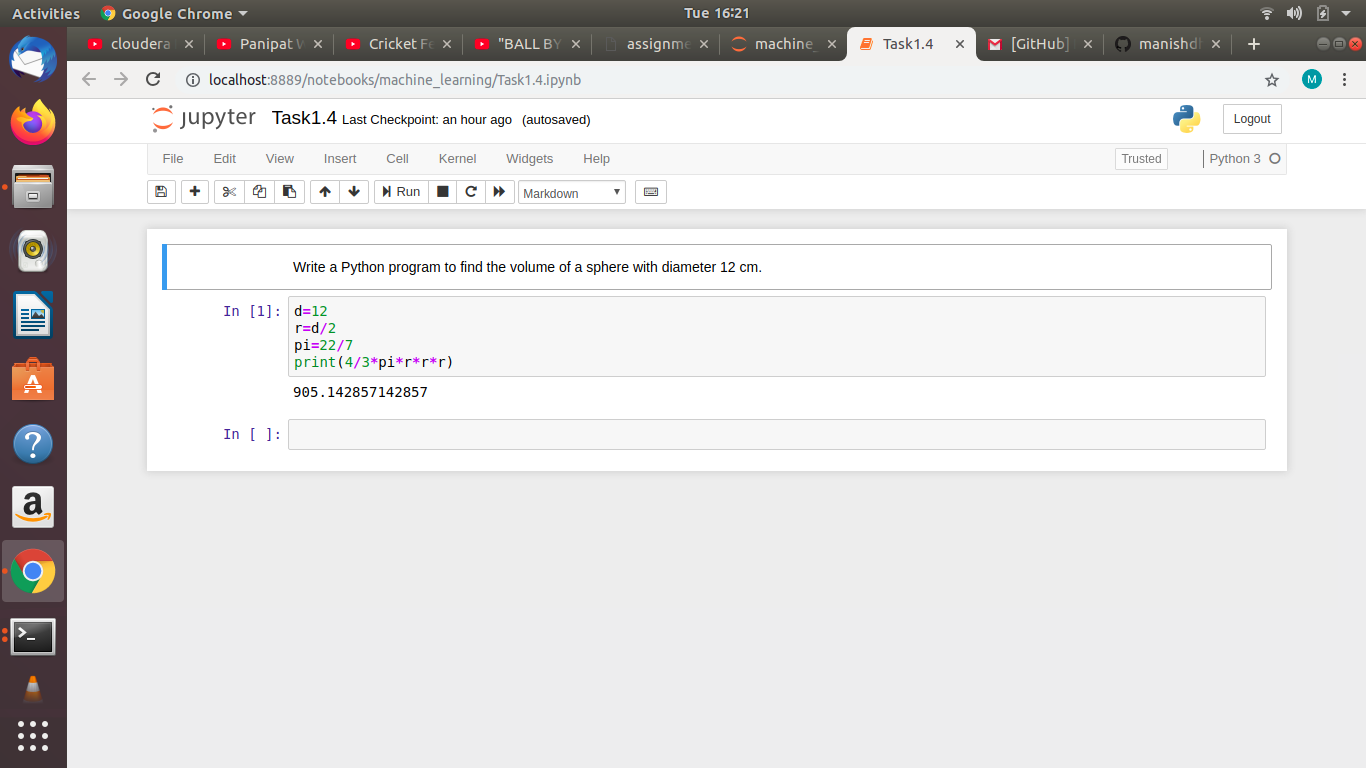 Activities Google Chrome Tue 16:21
cloudera Panipat W Cricket Fe "BALL BY assignme machine_ Task1.4 [GitHub] manishdh
localhost:8889/notebooks/machine_learning/Task1.4.ipynb M
jupyter Task1.4 Last Checkpoint: an hour ago (autosaved) Logout
File Edit View Insert Cell Kernel Widgets Help Trusted Python 3
Run Markdown
Write a Python program to find the volume of a sphere with diameter 12 cm.
In [1]: d=12
r=d/2
pi=22/7
print(4/3*pi*r*r*r)
905.142857142857
In [ ]: